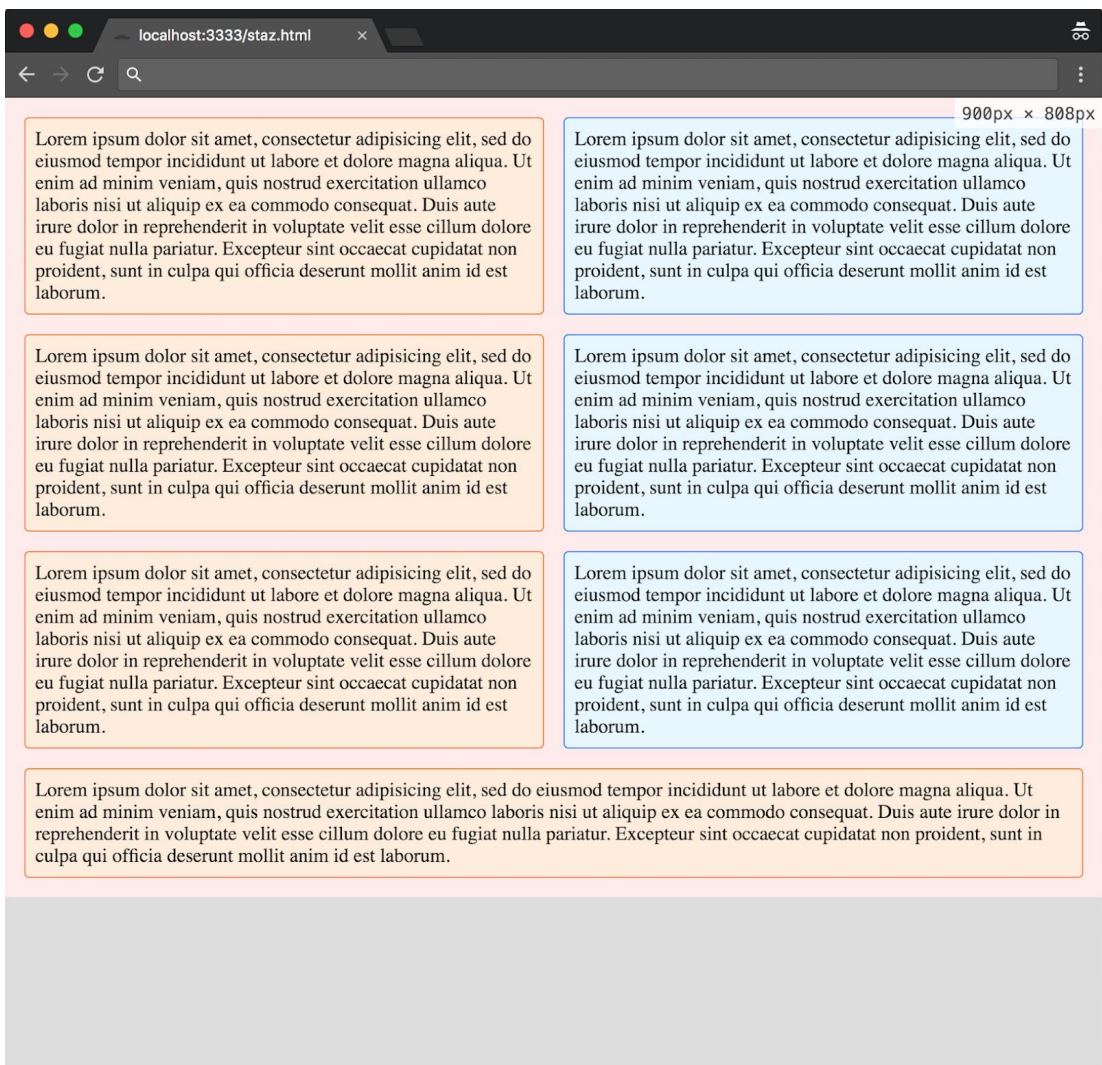 localhost:3333/staz.html
900px × 808px
Lorem ipsum dolor sit amet, consectetur adipisicing elit, sed do
eiusmod tempor incididunt ut labore et dolore magna aliqua. Ut
enim ad minim veniam, quis nostrud exercitation ullamco
laboris nisi ut aliquip ex ea commodo consequat. Duis aute
irure dolor in reprehenderit in voluptate velit esse cillum dolore
eu fugiat nulla pariatur. Excepteur sint occaecat cupidatat non
proident, sunt in culpa qui officia deserunt mollit anim id est
laborum.
Lorem ipsum dolor sit amet, consectetur adipisicing elit, sed do
eiusmod tempor incididunt ut labore et dolore magna aliqua. Ut
enim ad minim veniam, quis nostrud exercitation ullamco
laboris nisi ut aliquip ex ea commodo consequat. Duis aute
irure dolor in reprehenderit in voluptate velit esse cillum dolore
eu fugiat nulla pariatur. Excepteur sint occaecat cupidatat non
proident, sunt in culpa qui officia deserunt mollit anim id est
laborum.
Lorem ipsum dolor sit amet, consectetur adipisicing elit, sed do
eiusmod tempor incididunt ut labore et dolore magna aliqua. Ut
enim ad minim veniam, quis nostrud exercitation ullamco
laboris nisi ut aliquip ex ea commodo consequat. Duis aute
irure dolor in reprehenderit in voluptate velit esse cillum dolore
eu fugiat nulla pariatur. Excepteur sint occaecat cupidatat non
proident, sunt in culpa qui officia deserunt mollit anim id est
laborum.
Lorem ipsum dolor sit amet, consectetur adipisicing elit, sed do
eiusmod tempor incididunt ut labore et dolore magna aliqua. Ut
enim ad minim veniam, quis nostrud exercitation ullamco
laboris nisi ut aliquip ex ea commodo consequat. Duis aute
irure dolor in reprehenderit in voluptate velit esse cillum dolore
eu fugiat nulla pariatur. Excepteur sint occaecat cupidatat non
proident, sunt in culpa qui officia deserunt mollit anim id est
laborum.
Lorem ipsum dolor sit amet, consectetur adipisicing elit, sed do
eiusmod tempor incididunt ut labore et dolore magna aliqua. Ut
enim ad minim veniam, quis nostrud exercitation ullamco
laboris nisi ut aliquip ex ea commodo consequat. Duis aute
irure dolor in reprehenderit in voluptate velit esse cillum dolore
eu fugiat nulla pariatur. Excepteur sint occaecat cupidatat non
proident, sunt in culpa qui officia deserunt mollit anim id est
laborum.
Lorem ipsum dolor sit amet, consectetur adipisicing elit, sed do
eiusmod tempor incididunt ut labore et dolore magna aliqua. Ut
enim ad minim veniam, quis nostrud exercitation ullamco
laboris nisi ut aliquip ex ea commodo consequat. Duis aute
irure dolor in reprehenderit in voluptate velit esse cillum dolore
eu fugiat nulla pariatur. Excepteur sint occaecat cupidatat non
proident, sunt in culpa qui officia deserunt mollit anim id est
laborum.
Lorem ipsum dolor sit amet, consectetur adipisicing elit, sed do eiusmod tempor incididunt ut labore et dolore magna aliqua. Ut
enim ad minim veniam, quis nostrud exercitation ullamco laboris nisi ut aliquip ex ea commodo consequat. Duis aute irure dolor in
reprehenderit in voluptate velit esse cillum dolore eu fugiat nulla pariatur. Excepteur sint occaecat cupidatat non proident, sunt in
culpa qui officia deserunt mollit anim id est laborum.